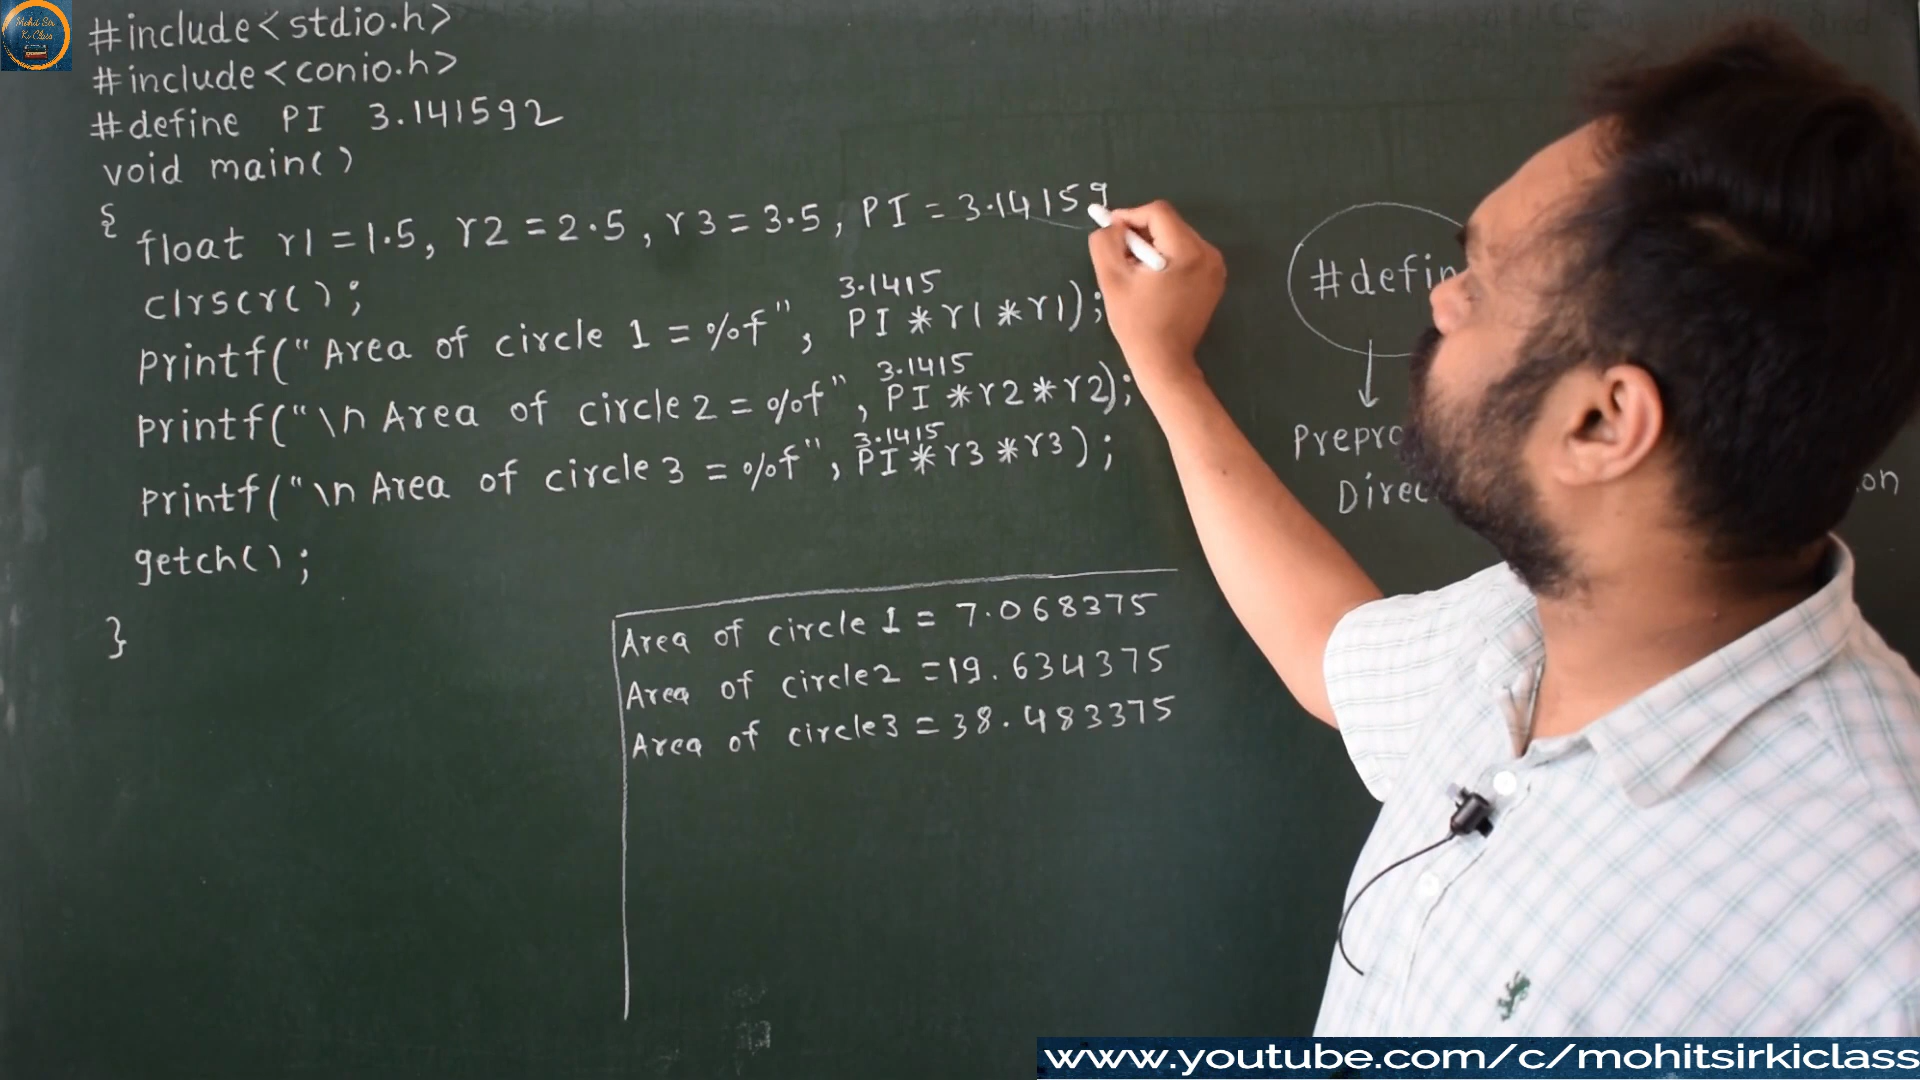 Mohit Sir
Ki Class
#include<stdio.h>
#include<conio.h>
#define PI 3.141592
void main()
{
float r1=1.5, r2=2.5, r3=3.5, PI=3.14159
clrscr();
3.1415
printf("Area of circle 1 = %f", PI*r1*r1);
3.1415
printf("\n Area of circle 2 = %f", PI*r2*r2);
3.1415
printf("\n Area of circle 3 = %f", PI*r3*r3);
getch();
}
Area of circle 1 = 7.068375
Area of circle2 =19.634375
Area of circle3 = 38.483375
#defin
Prepro
Direc
on
www.youtube.com/c/mohitsirkiclass